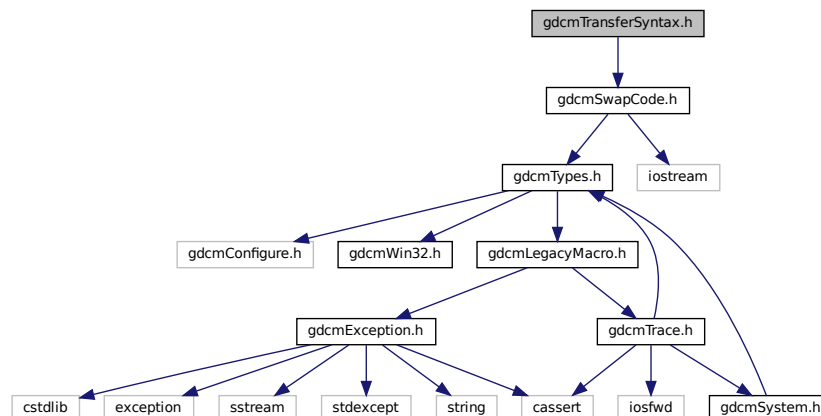 gdcmTransferSyntax.h
gdcmSwapCode.h
gdcmTypes.h
iostream
gdcmConfigure.h
gdcmWin32.h
gdcmLegacyMacro.h
gdcmException.h
gdcmTrace.h
cstdlib
exception
sstream
stdexcept
string
cassert
iosfwd
gdcmSystem.h